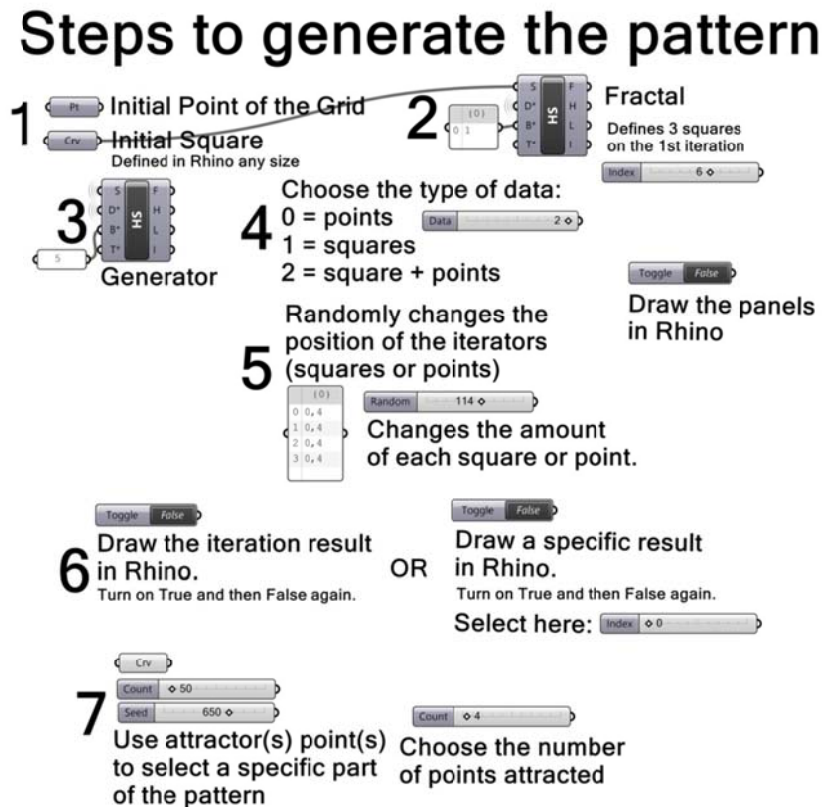 Steps to generate the pattern
1
Pt
Initial Point of the Grid
Crv
Initial Square
Defined in Rhino any size
2
{0}
0 1
S D* B* T*
HS
F H L I
Fractal
Defines 3 squares
on the 1st iteration
Index 6
3
5
S D* B* T*
HS
F H L I
Generator
4
Choose the type of data:
0 = points
1 = squares
2 = square + points
Data 2
Toggle False
Draw the panels
in Rhino
5
Randomly changes the
position of the iterators
(squares or points)
{0}
0 0,4
1 0,4
2 0,4
3 0,4
Random 114
Changes the amount
of each square or point.
6
Toggle False
Draw the iteration result
in Rhino.
Turn on True and then False again.
OR
Toggle False
Draw a specific result
in Rhino.
Turn on True and then False again.
Select here: Index 0
7
Crv
Count 50
Seed 650
Use attractor(s) point(s)
to select a specific part
of the pattern
Count 4
Choose the number
of points attracted